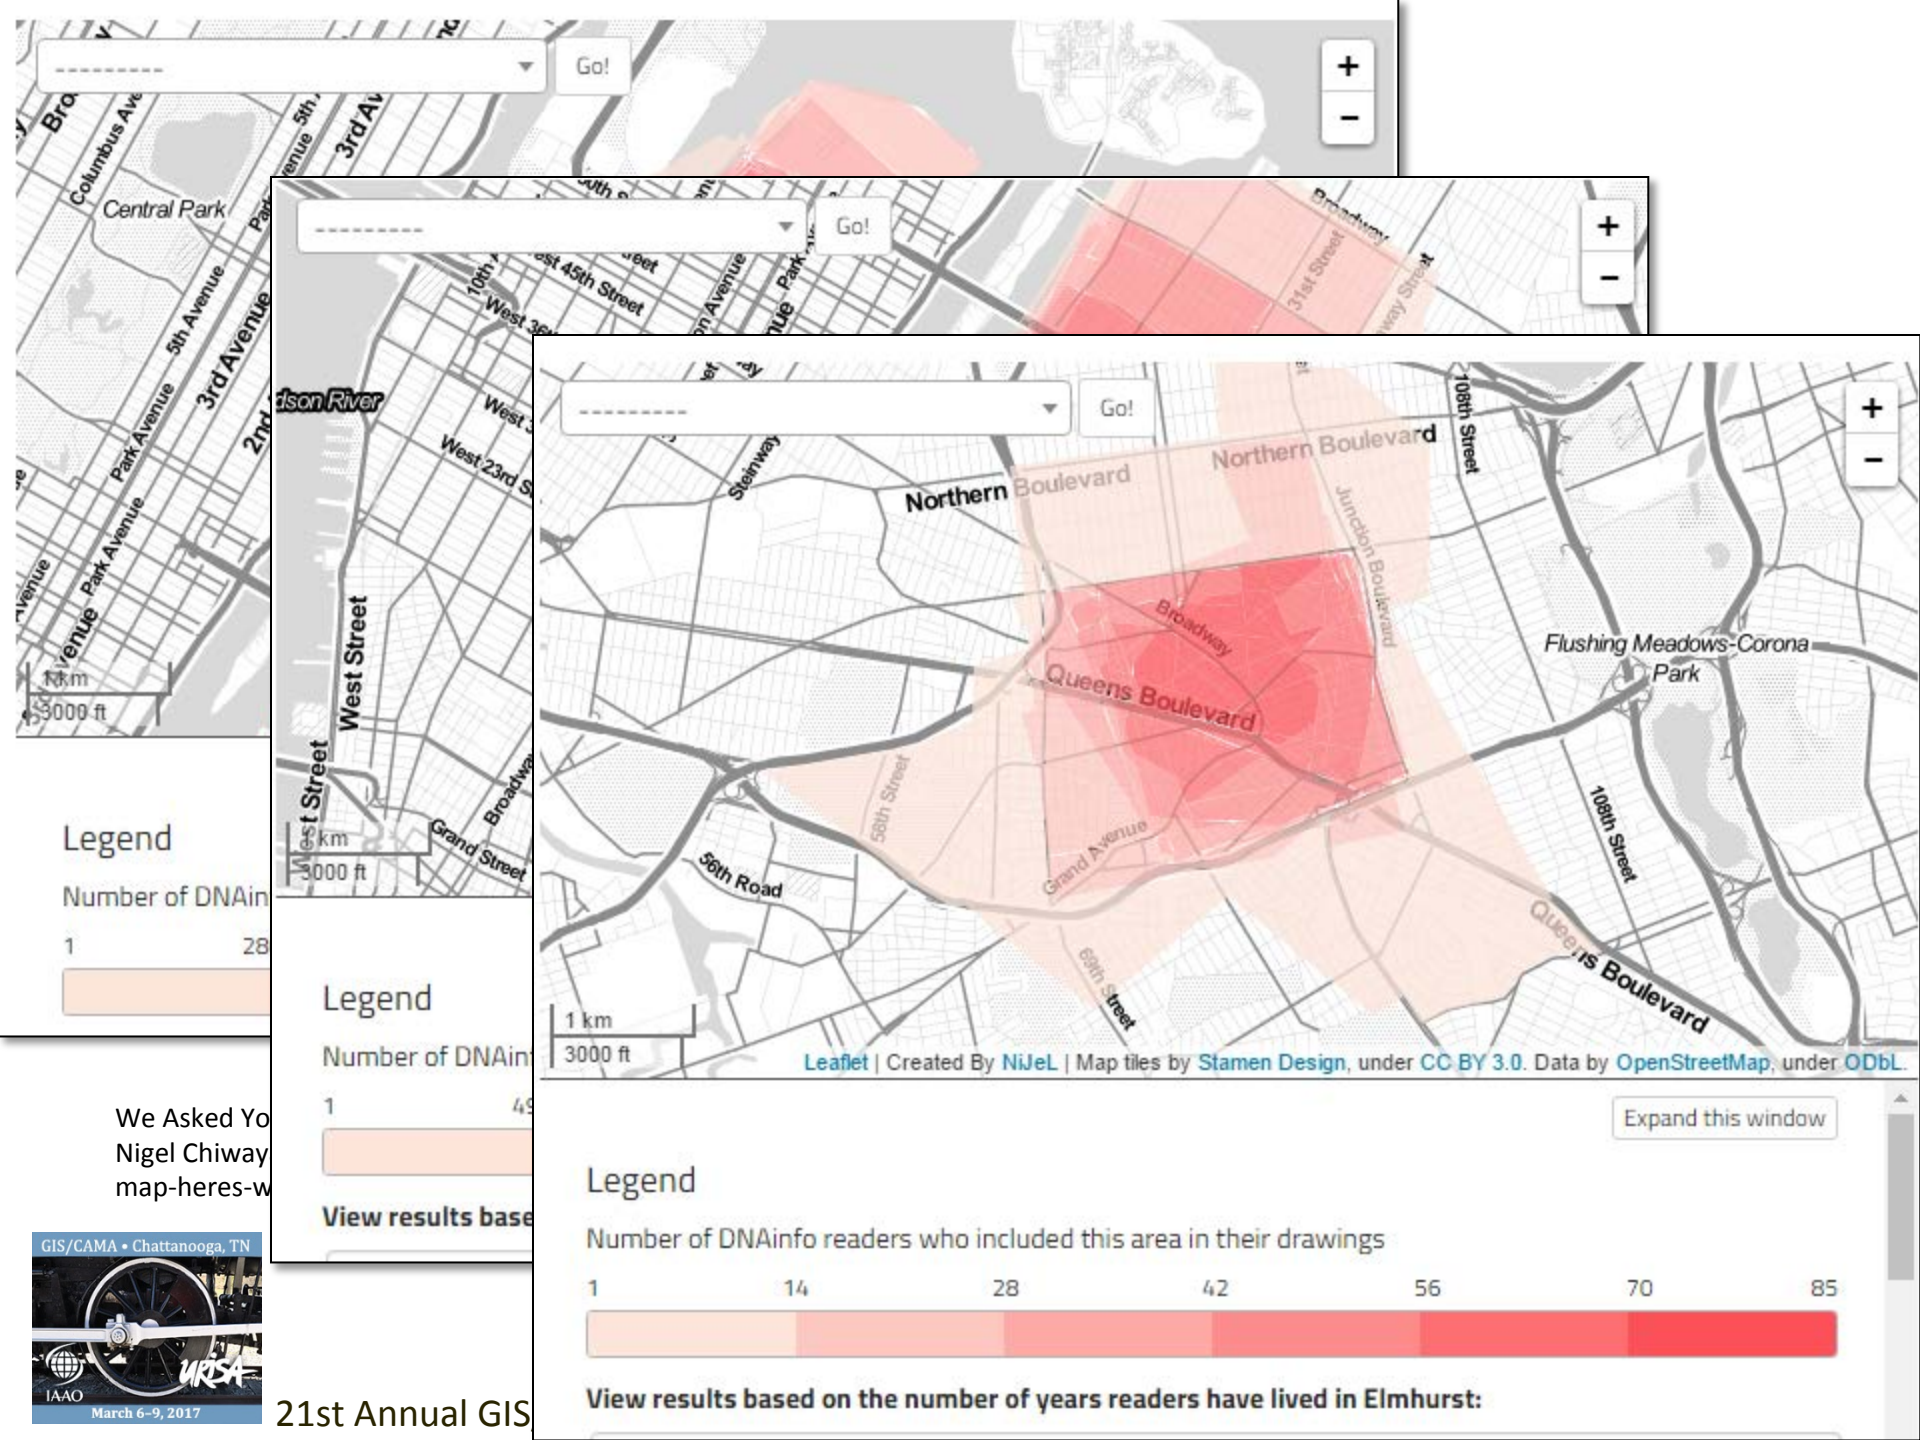 ---------
Go!
+
−
Columbus Ave
3rd Av
Central Park
5th Avenue
3rd Avenue
Park Avenue
Park Avenue
1 km
3000 ft
Legend
Number of DNAin
1 28
---------
Go!
+
−
Broadway
31st Street
West 45th Street
dson River
West 23rd S
West Street
Grand Street
1 km
3000 ft
Legend
Number of DNAinf
1 49
View results base
---------
Go!
+
−
108th Street
Northern Boulevard
Northern Boulevard
Steinway
Junction Boulevard
Broadway
Queens Boulevard
Flushing Meadows-Corona
Park
58th Street
Grand Avenue
108th Street
56th Road
69th Street
Queens Boulevard
1 km
3000 ft
Leaflet | Created By NiJeL | Map tiles by Stamen Design, under CC BY 3.0. Data by OpenStreetMap, under ODbL.
Expand this window
Legend
Number of DNAinfo readers who included this area in their drawings
1 14 28 42 56 70 85
View results based on the number of years readers have lived in Elmhurst:
We Asked Yo
Nigel Chiway
map-heres-w
GIS/CAMA • Chattanooga, TN
IAAO
URISA
March 6–9, 2017
21st Annual GIS